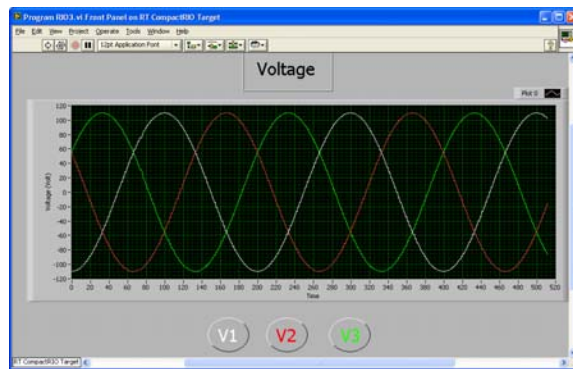 Program RIO3.vi Front Panel on RT CompactRIO Target
File Edit View Project Operate Tools Window Help
12pt Application Font
Voltage
Plot 0
120
100
80
60
40
20
0
-20
-40
-60
-80
-100
-120
Voltage (Volt)
0 20 40 60 80 100 120 140 160 180 200 220 240 260 280 300 320 340 360 380 400 420 440 460 480 500 520
Time
V1 V2 V3
RT CompactRIO Target